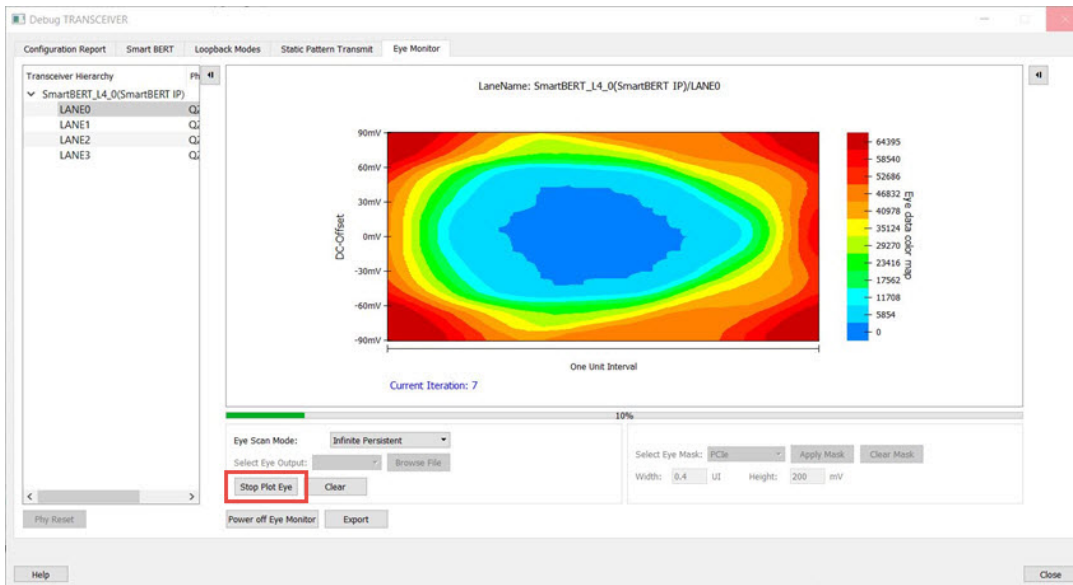 Debug TRANSCEIVER
Configuration Report Smart BERT Loopback Modes Static Pattern Transmit Eye Monitor
Transceiver Hierarchy Ph
SmartBERT_L4_0(SmartBERT IP)
LANE0 Q
LANE1 Q
LANE2 Q
LANE3 Q
LaneName: SmartBERT_L4_0(SmartBERT IP)/LANE0
DC-Offset
90mV
60mV
30mV
0mV
-30mV
-60mV
-90mV
One Unit Interval
Current Iteration: 7
64395
58540
52686
46832
40978
35124
29270
23416
17562
11708
5854
0
Eye data color map
10%
Eye Scan Mode: Infinite Persistent
Select Eye Output: Browse File
Stop Plot Eye Clear
Select Eye Mask: PCIe Apply Mask Clear Mask
Width: 0.4 UI Height: 200 mV
Phy Reset
Power off Eye Monitor Export
Help
Close